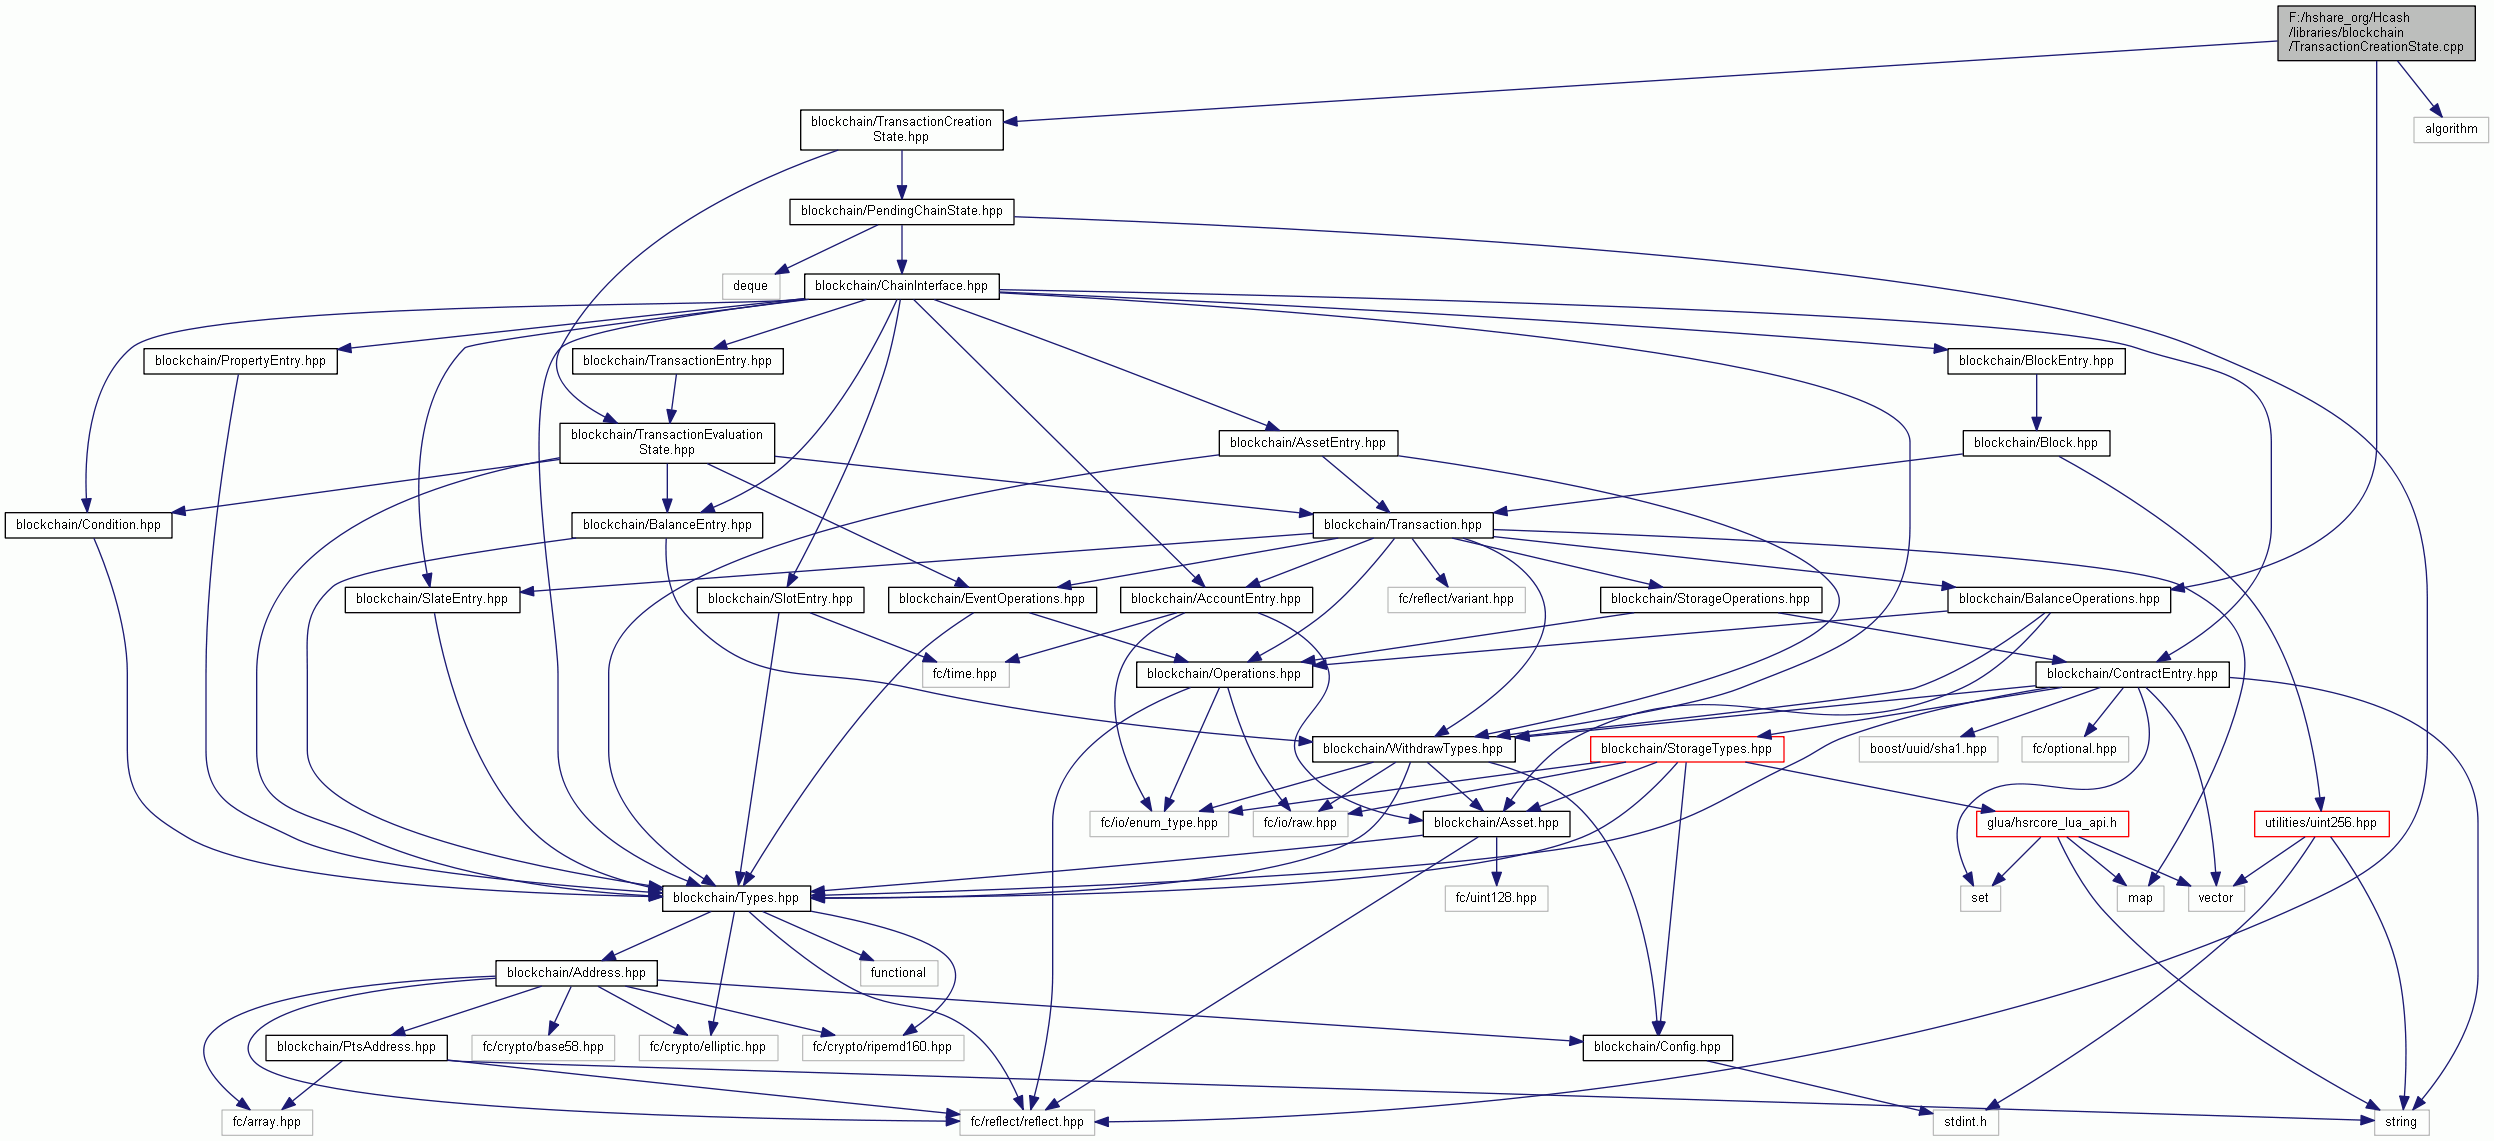 F:/hshare_org/Hcash
/libraries/blockchain
/TransactionCreationState.cpp
blockchain/TransactionCreation
State.hpp
algorithm
blockchain/PendingChainState.hpp
deque
blockchain/ChainInterface.hpp
blockchain/PropertyEntry.hpp
blockchain/TransactionEntry.hpp
blockchain/BlockEntry.hpp
blockchain/TransactionEvaluation
State.hpp
blockchain/AssetEntry.hpp
blockchain/Block.hpp
blockchain/Condition.hpp
blockchain/BalanceEntry.hpp
blockchain/Transaction.hpp
blockchain/SlateEntry.hpp
blockchain/SlotEntry.hpp
blockchain/EventOperations.hpp
blockchain/AccountEntry.hpp
fc/reflect/variant.hpp
blockchain/StorageOperations.hpp
blockchain/BalanceOperations.hpp
fc/time.hpp
blockchain/Operations.hpp
blockchain/ContractEntry.hpp
blockchain/WithdrawTypes.hpp
blockchain/StorageTypes.hpp
boost/uuid/sha1.hpp
fc/optional.hpp
fc/io/enum_type.hpp
fc/io/raw.hpp
blockchain/Asset.hpp
glua/hsrcore_lua_api.h
utilities/uint256.hpp
blockchain/Types.hpp
fc/uint128.hpp
set
map
vector
blockchain/Address.hpp
functional
blockchain/PtsAddress.hpp
fc/crypto/base58.hpp
fc/crypto/elliptic.hpp
fc/crypto/ripemd160.hpp
blockchain/Config.hpp
fc/array.hpp
fc/reflect/reflect.hpp
stdint.h
string